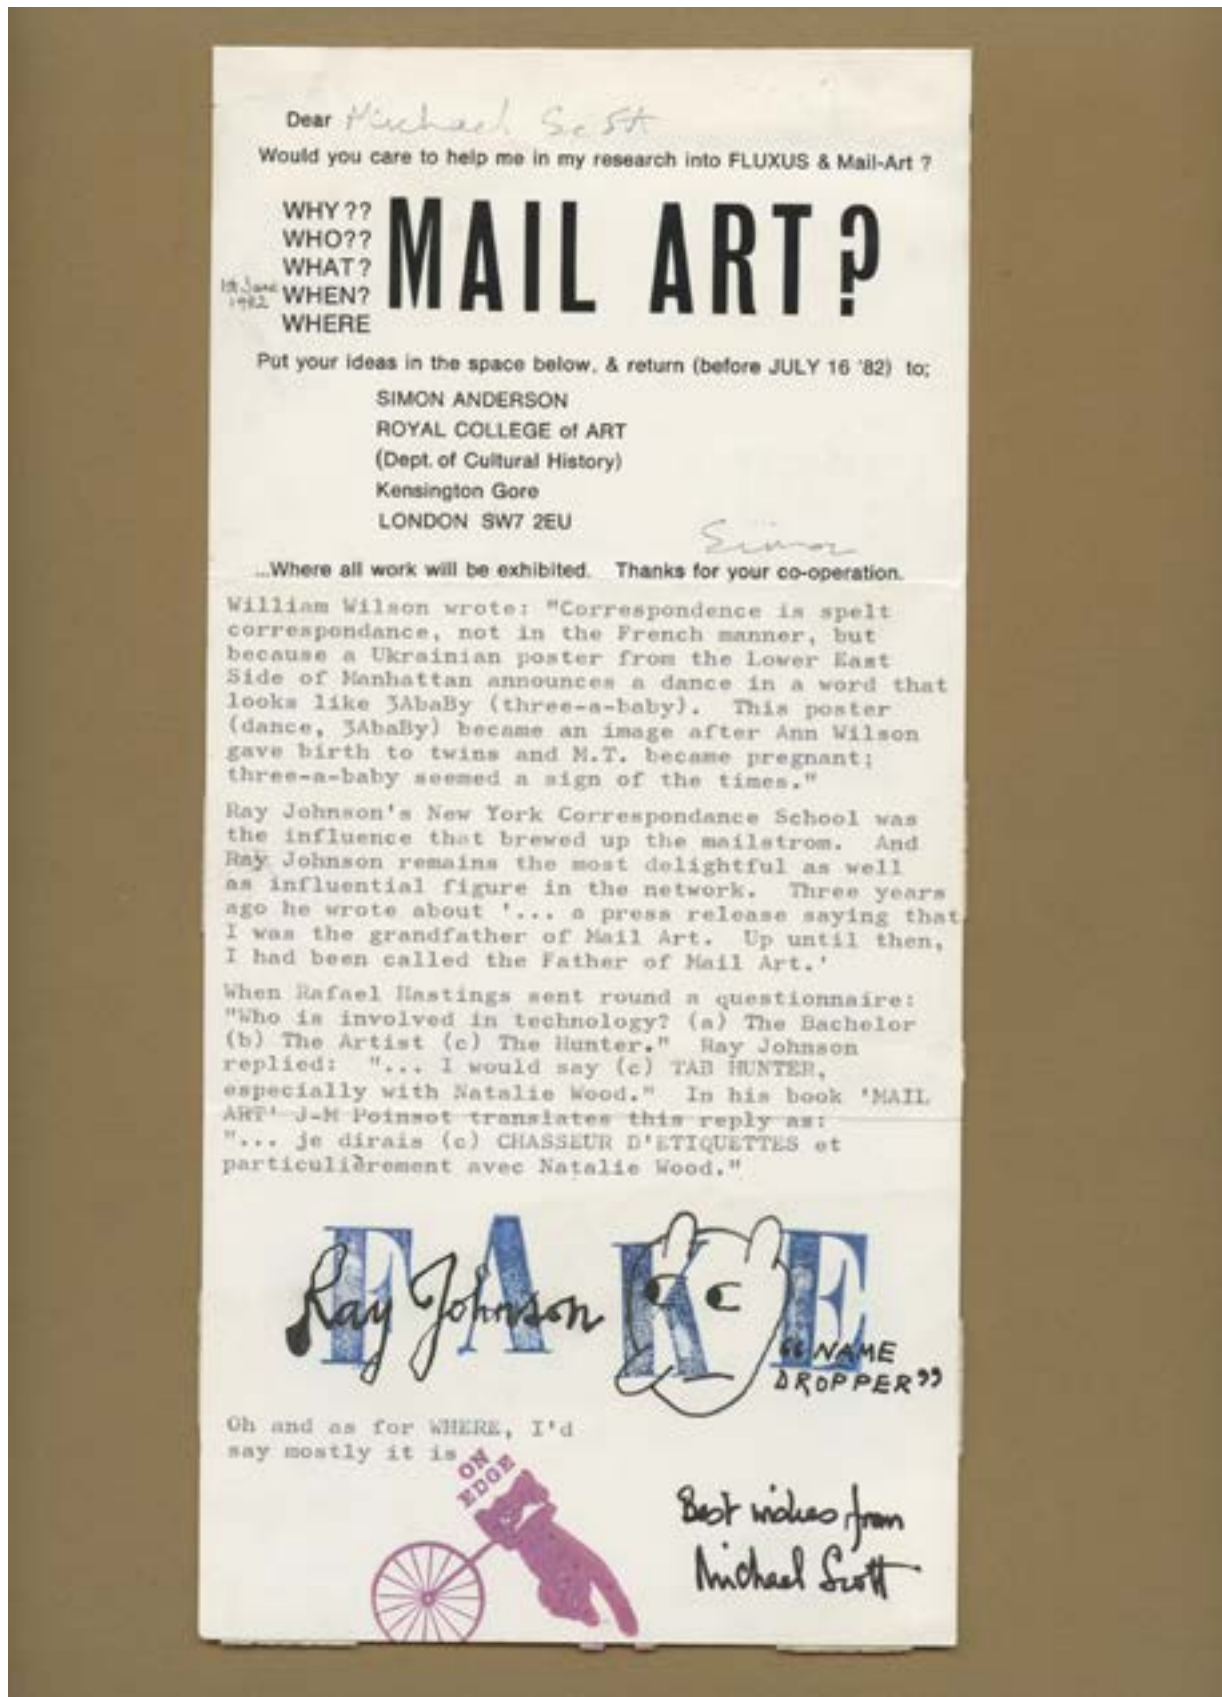 Dear Michael Scott
Would you care to help me in my research into FLUXUS & Mail-Art ?
WHY ??
WHO??
WHAT?
1st June
1982
WHEN?
WHERE
MAIL ART?
Put your ideas in the space below, & return (before JULY 16 '82) to;
SIMON ANDERSON
ROYAL COLLEGE of ART
(Dept. of Cultural History)
Kensington Gore
LONDON SW7 2EU
Simon
...Where all work will be exhibited. Thanks for your co-operation.
William Wilson wrote: "Correspondence is spelt
correspondance, not in the French manner, but
because a Ukrainian poster from the Lower East
Side of Manhattan announces a dance in a word that
looks like 3AbaBy (three-a-baby). This poster
(dance, 3AbaBy) became an image after Ann Wilson
gave birth to twins and M.T. became pregnant;
three-a-baby seemed a sign of the times."
Ray Johnson's New York Correspondance School was
the influence that brewed up the mailstrom. And
Ray Johnson remains the most delightful as well
as influential figure in the network. Three years
ago he wrote about '... a press release saying that
I was the grandfather of Mail Art. Up until then,
I had been called the Father of Mail Art.'
When Rafael Hastings sent round a questionnaire:
"Who is involved in technology? (a) The Bachelor
(b) The Artist (c) The Hunter." Ray Johnson
replied: "... I would say (c) TAB HUNTER,
especially with Natalie Wood." In his book 'MAIL
ART' J-M Poinsot translates this reply as:
"... je dirais (c) CHASSEUR D'ETIQUETTES et
particulièrement avec Natalie Wood."
FAKE
Ray Johnson
"NAME
DROPPER"
Oh and as for WHERE, I'd
say mostly it is
ON
EDGE
Best wishes from
Michael Scott